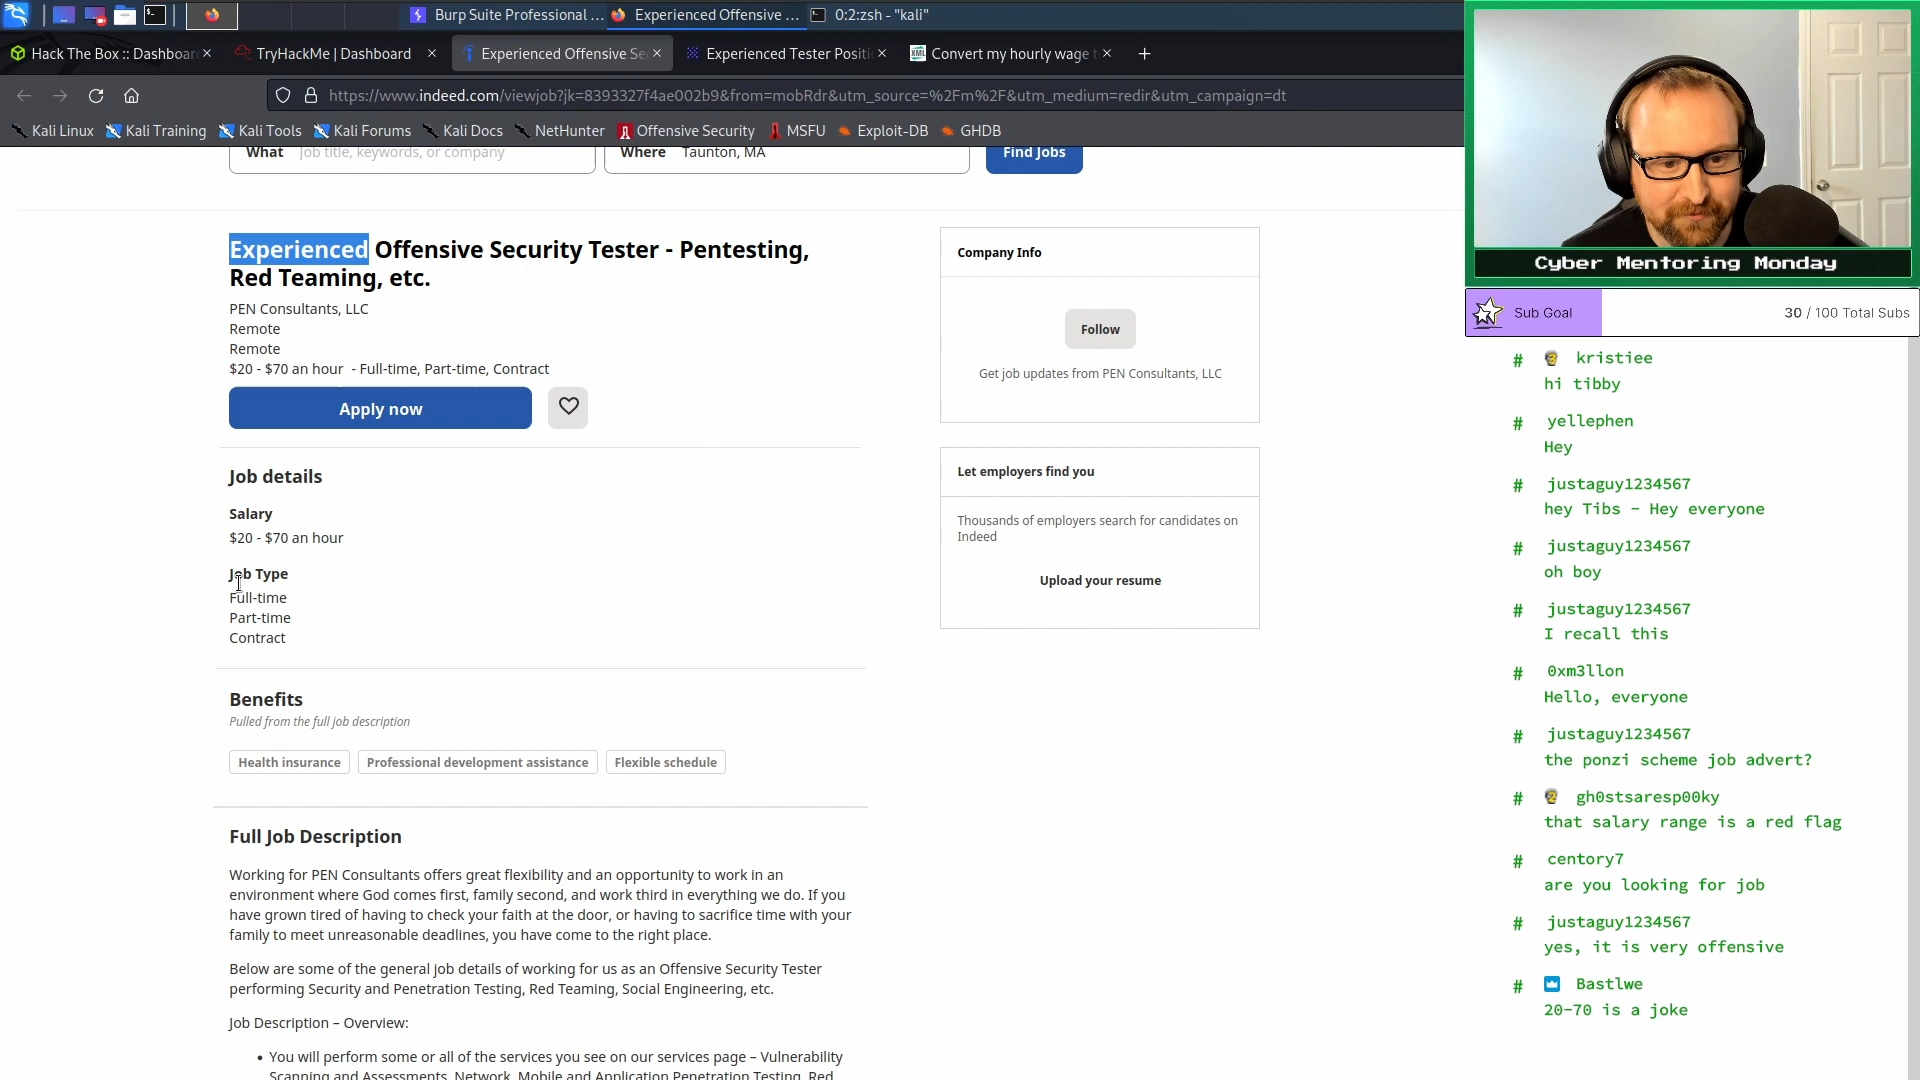 Burp Suite Professional ...
Experienced Offensive ...
0:2:zsh - "kali"
Hack The Box :: Dashboar
TryHackMe | Dashboard
Experienced Offensive Se
Experienced Tester Positi
Convert my hourly wage t
https://www.indeed.com/viewjob?jk=8393327f4ae002b9&from=mobRdr&utm_source=%2Fm%2F&utm_medium=redir&utm_campaign=dt
Kali Linux
Kali Training
Kali Tools
Kali Forums
Kali Docs
NetHunter
Offensive Security
MSFU
Exploit-DB
GHDB
What
Job title, keywords, or company
Where
Taunton, MA
Find Jobs
Experienced Offensive Security Tester - Pentesting,
Red Teaming, etc.
PEN Consultants, LLC
Remote
Remote
$20 - $70 an hour - Full-time, Part-time, Contract
Apply now
Job details
Salary
$20 - $70 an hour
Job Type
Full-time
Part-time
Contract
Benefits
Pulled from the full job description
Health insurance
Professional development assistance
Flexible schedule
Full Job Description
Working for PEN Consultants offers great flexibility and an opportunity to work in an
environment where God comes first, family second, and work third in everything we do. If you
have grown tired of having to check your faith at the door, or having to sacrifice time with your
family to meet unreasonable deadlines, you have come to the right place.
Below are some of the general job details of working for us as an Offensive Security Tester
performing Security and Penetration Testing, Red Teaming, Social Engineering, etc.
Job Description – Overview:
• You will perform some or all of the services you see on our services page – Vulnerability
Scanning and Assessments, Network, Mobile and Application Penetration Testing, Red
Company Info
Follow
Get job updates from PEN Consultants, LLC
Let employers find you
Thousands of employers search for candidates on
Indeed
Upload your resume
Cyber Mentoring Monday
Sub Goal
30 / 100 Total Subs
# kristiee
hi tibby
# yellephen
Hey
# justaguy1234567
hey Tibs - Hey everyone
# justaguy1234567
oh boy
# justaguy1234567
I recall this
# 0xm3llon
Hello, everyone
# justaguy1234567
the ponzi scheme job advert?
# gh0stsaresp00ky
that salary range is a red flag
# centory7
are you looking for job
# justaguy1234567
yes, it is very offensive
# Bastlwe
20-70 is a joke